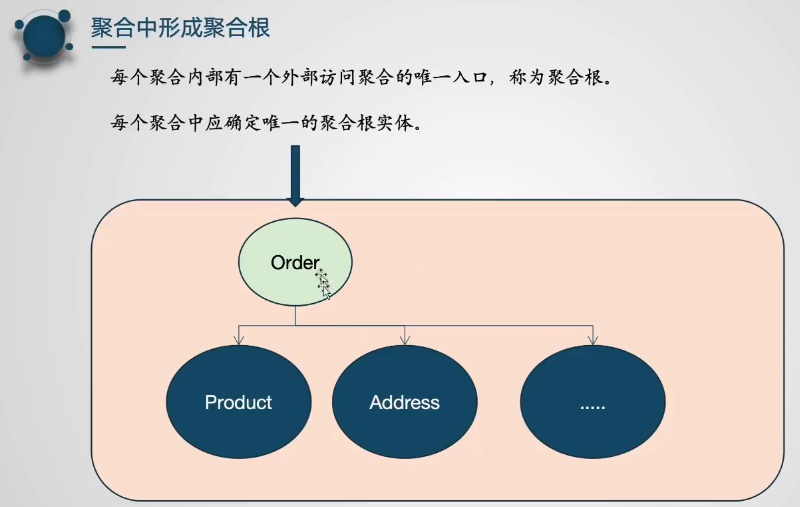 聚合中形成聚合根
每个聚合内部有一个外部访问聚合的唯一入口，称为聚合根。
每个聚合中应确定唯一的聚合根实体。
Order
Product
Address
.....